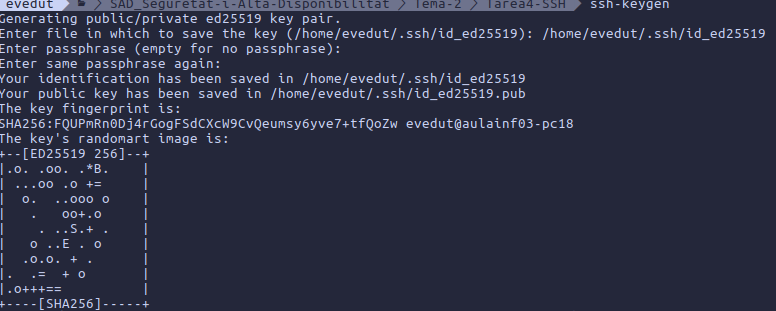 evedut SAD_Seguretat-i-Alta-Disponibilitat Tema-2 Tarea4-SSH ssh-keygen
Generating public/private ed25519 key pair.
Enter file in which to save the key (/home/evedut/.ssh/id_ed25519): /home/evedut/.ssh/id_ed25519
Enter passphrase (empty for no passphrase):
Enter same passphrase again:
Your identification has been saved in /home/evedut/.ssh/id_ed25519
Your public key has been saved in /home/evedut/.ssh/id_ed25519.pub
The key fingerprint is:
SHA256:FQUPmRn0Dj4rGogFSdCXcW9CvQeumsy6yve7+tfQoZw evedut@aulainf03-pc18
The key's randomart image is:
+--[ED25519 256]--+
|.o. .oo. .*B.    |
| ...oo .o +=     |
|  o.  ..ooo o    |
|   .   oo+.o     |
|    . ..S.+ .    |
|   o ..E . o     |
|  .o.o. + .      |
|.  .=  + o       |
|.o+++==          |
+----[SHA256]-----+